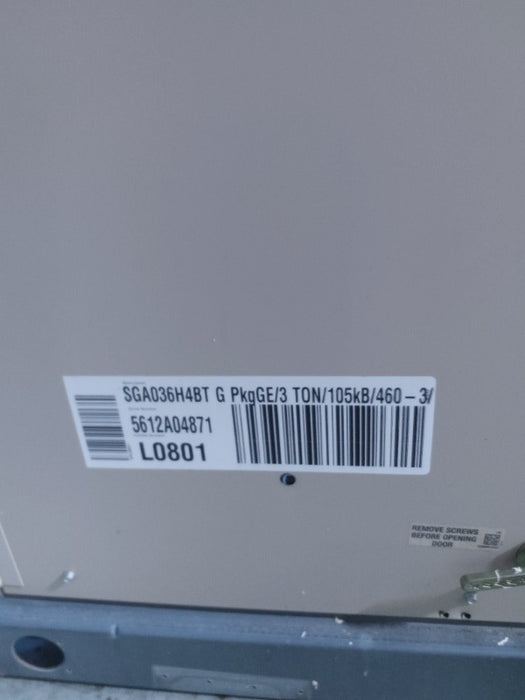 SGA036H4BT G PkgGE/3 TON/105kB/460-3/
5612A04871
L0801
REMOVE SCREWS
BEFORE OPENING
DOOR